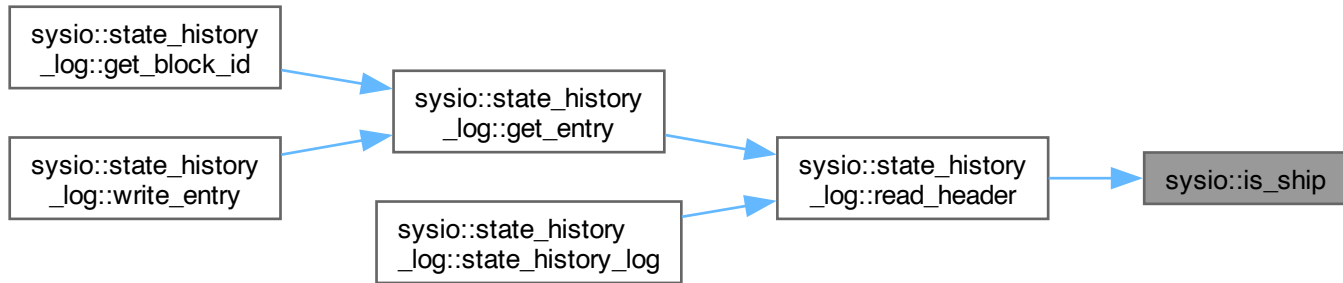 sysio::state_history
_log::get_block_id
sysio::state_history
_log::write_entry
sysio::state_history
_log::get_entry
sysio::state_history
_log::state_history_log
sysio::state_history
_log::read_header
sysio::is_ship